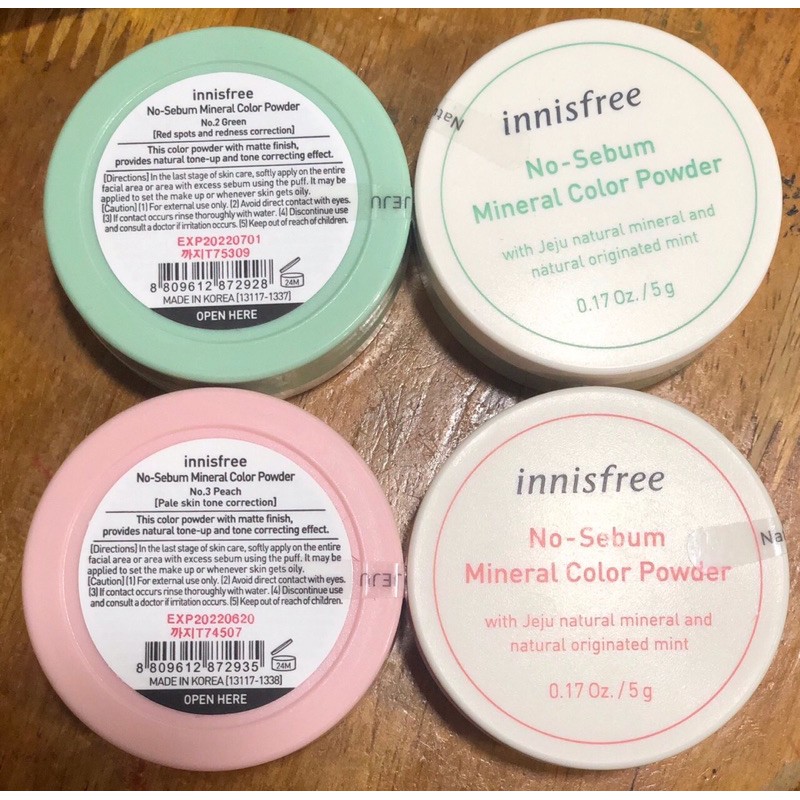 innisfree
No-Sebum Mineral Color Powder
No.2 Green
[Red spots and redness correction]
This color powder with matte finish,
provides natural tone-up and tone correcting effect.
[Directions] In the last stage of skin care, softly apply on the entire
facial area or area with excess sebum using the puff. It may be
applied to set the make up or whenever skin gets oily.
[Caution] (1) For external use only. (2) Avoid direct contact with eyes.
(3) If contact occurs rinse thoroughly with water. (4) Discontinue use
and consult a doctor if irritation occurs. (5) Keep out of reach of children.
EXP20220701
까지T75309
8 809612 872928
24M
MADE IN KOREA [13117-1337]
OPEN HERE
JEJU
Natu
innisfree
No-Sebum
Mineral Color Powder
with Jeju natural mineral and
natural originated mint
0.17 Oz. / 5 g
innisfree
No-Sebum Mineral Color Powder
No.3 Peach
[Pale skin tone correction]
This color powder with matte finish,
provides natural tone-up and tone correcting effect.
[Directions] In the last stage of skin care, softly apply on the entire
facial area or area with excess sebum using the puff. It may be
applied to set the make up or whenever skin gets oily.
[Caution] (1) For external use only. (2) Avoid direct contact with eyes.
(3) If contact occurs rinse thoroughly with water. (4) Discontinue use
and consult a doctor if irritation occurs. (5) Keep out of reach of children.
EXP20220620
까지T74507
8 809612 872935
24M
MADE IN KOREA [13117-1338]
OPEN HERE
JEJU
innisfree
No-Sebum
Mineral Color Powder
with Jeju natural mineral and
natural originated mint
0.17 Oz. / 5 g
Na